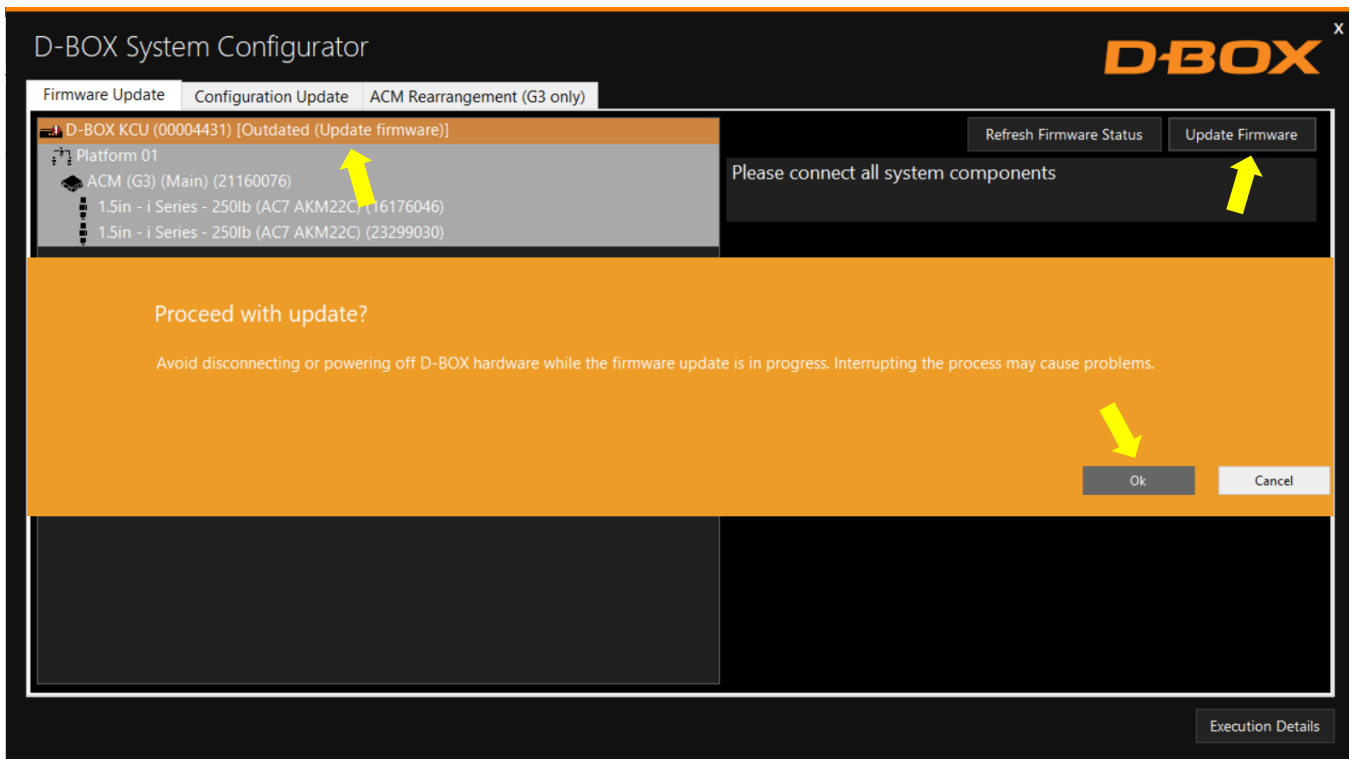 D-BOX System Configurator
D-BOX
X
Firmware Update Configuration Update ACM Rearrangement (G3 only)
D-BOX KCU (00004431) [Outdated (Update firmware)]
Refresh Firmware Status Update Firmware
Platform 01
ACM (G3) (Main) (21160076)
Please connect all system components
1.5in - i Series - 250lb (AC7 AKM22C) (16176046)
1.5in - i Series - 250lb (AC7 AKM22C) (23299030)
Proceed with update?
Avoid disconnecting or powering off D-BOX hardware while the firmware update is in progress. Interrupting the process may cause problems.
Ok Cancel
Execution Details